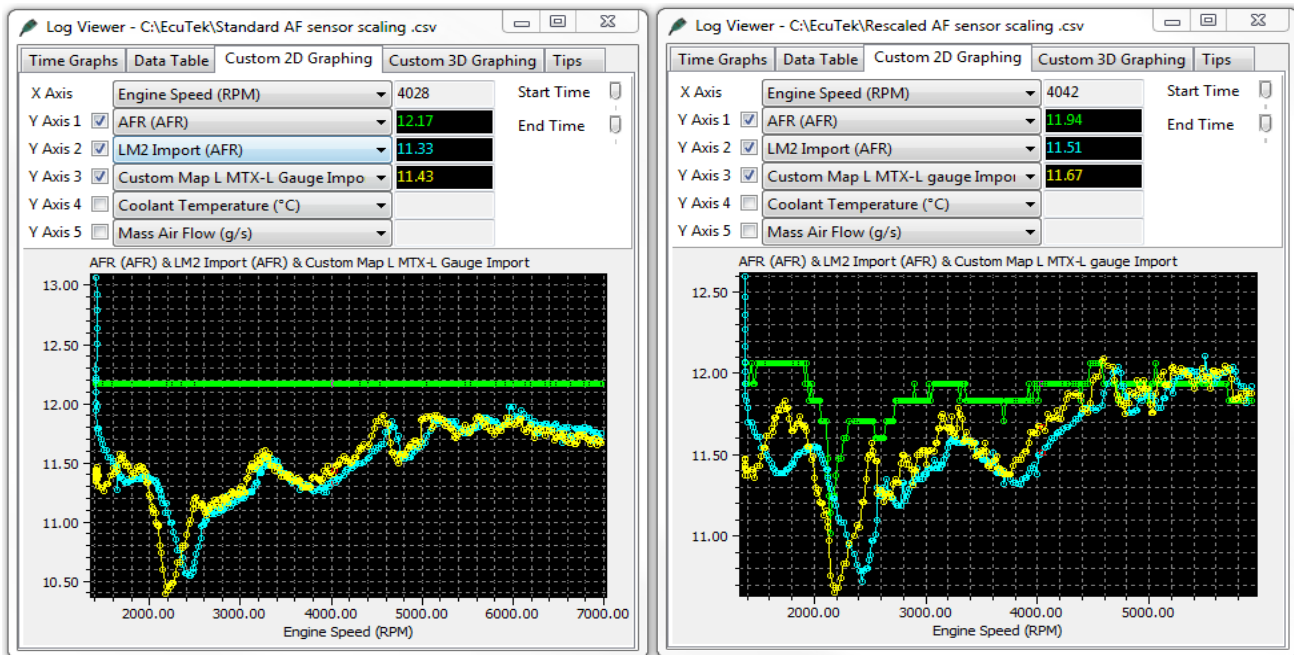 Log Viewer - C:\EcuTek\Standard AF sensor scaling .csv
Time Graphs Data Table Custom 2D Graphing Custom 3D Graphing Tips
X Axis Engine Speed (RPM) 4028 Start Time
Y Axis 1 AFR (AFR) 12.17 End Time
Y Axis 2 LM2 Import (AFR) 11.33
Y Axis 3 Custom Map L MTX-L Gauge Impo 11.43
Y Axis 4 Coolant Temperature (°C)
Y Axis 5 Mass Air Flow (g/s)
AFR (AFR) & LM2 Import (AFR) & Custom Map L MTX-L Gauge Import
13.00
12.50
12.00
11.50
11.00
10.50
2000.00 3000.00 4000.00 5000.00 6000.00 7000.00
Engine Speed (RPM)
Log Viewer - C:\EcuTek\Rescaled AF sensor scaling .csv
Time Graphs Data Table Custom 2D Graphing Custom 3D Graphing Tips
X Axis Engine Speed (RPM) 4042 Start Time
Y Axis 1 AFR (AFR) 11.94 End Time
Y Axis 2 LM2 Import (AFR) 11.51
Y Axis 3 Custom Map L MTX-L gauge Impor 11.67
Y Axis 4 Coolant Temperature (°C)
Y Axis 5 Mass Air Flow (g/s)
AFR (AFR) & LM2 Import (AFR) & Custom Map L MTX-L gauge Import
12.50
12.00
11.50
11.00
2000.00 3000.00 4000.00 5000.00
Engine Speed (RPM)